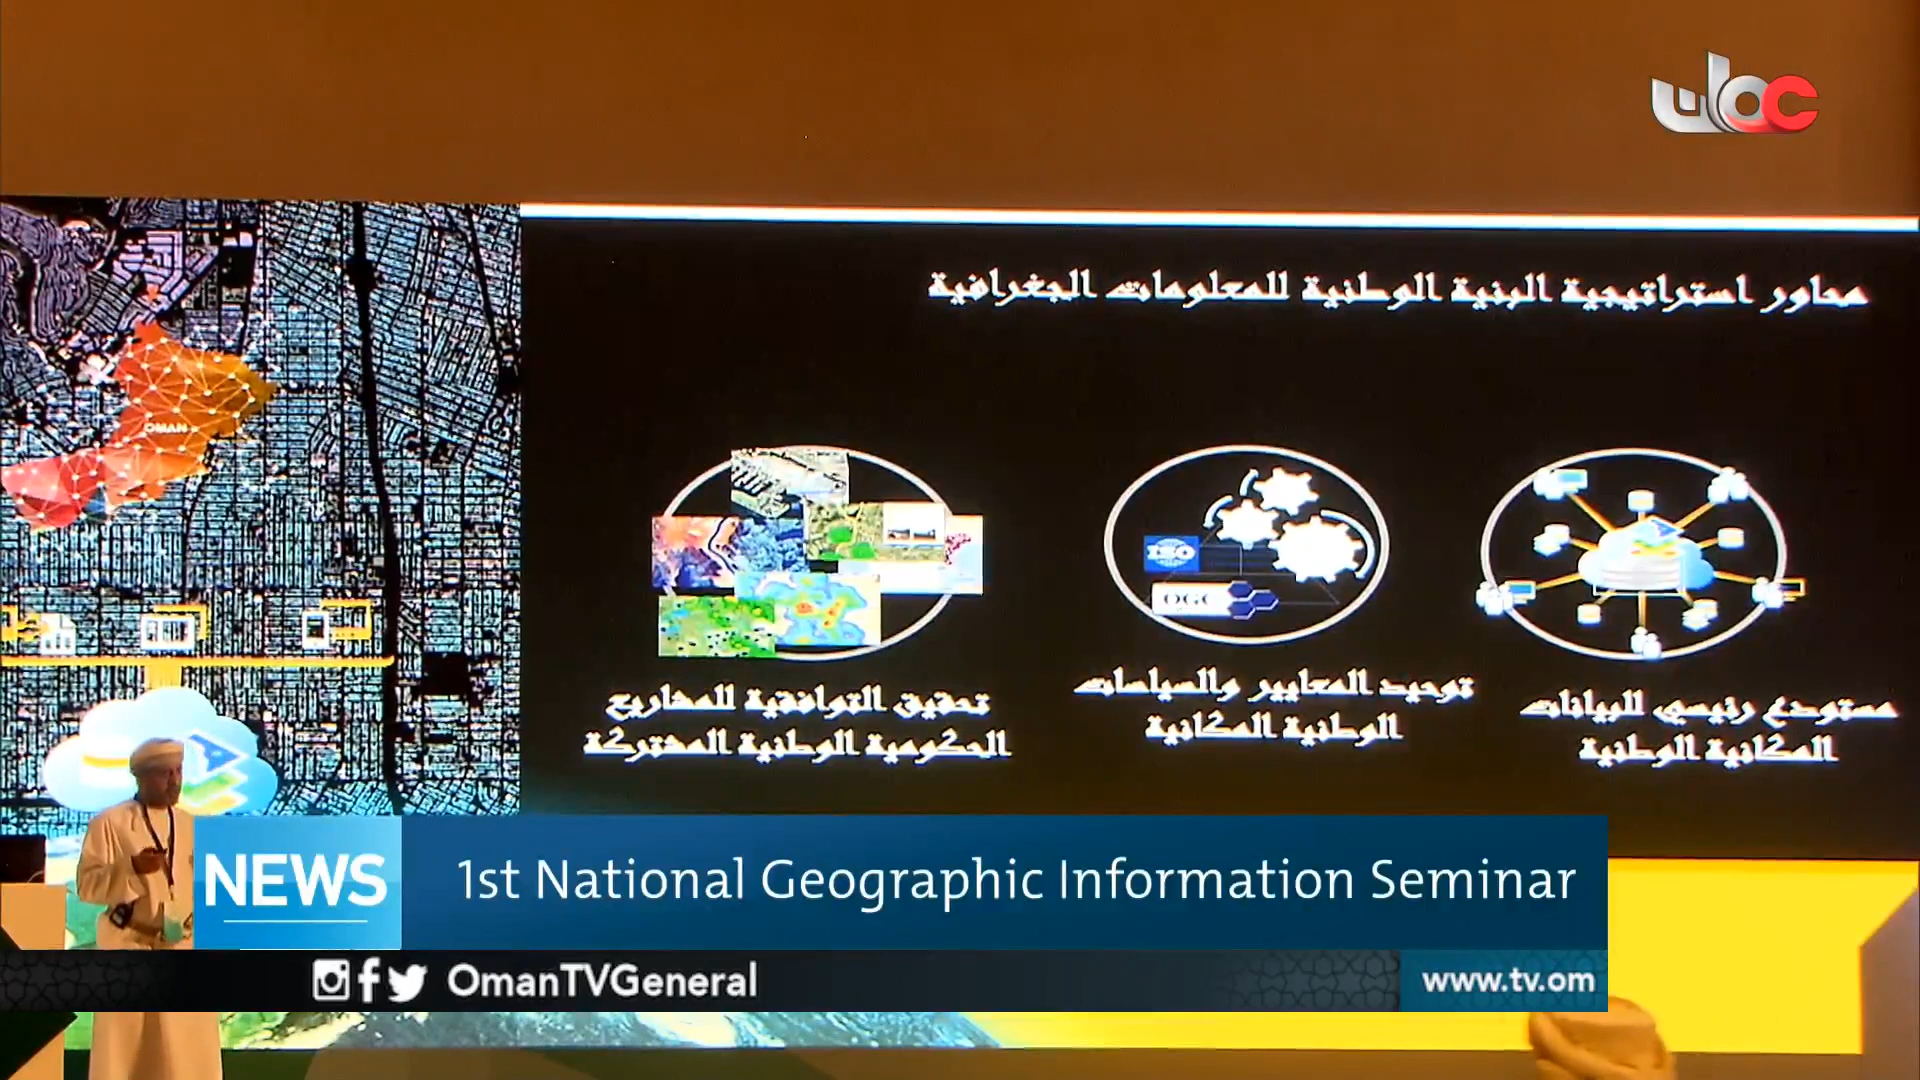 عمان
محاور استراتيجية البنية الوطنية للمعلومات الجغرافية
OMAN
ISO
OGC
مستودع رئيسي للبيانات
المكانية الوطنية
توحيد المعايير والسياسات
الوطنية المكانية
تحقيق التوافقية للمشاريع
الحكومية الوطنية المشتركة
NEWS
1st National Geographic Information Seminar
OmanTVGeneral
www.tv.om